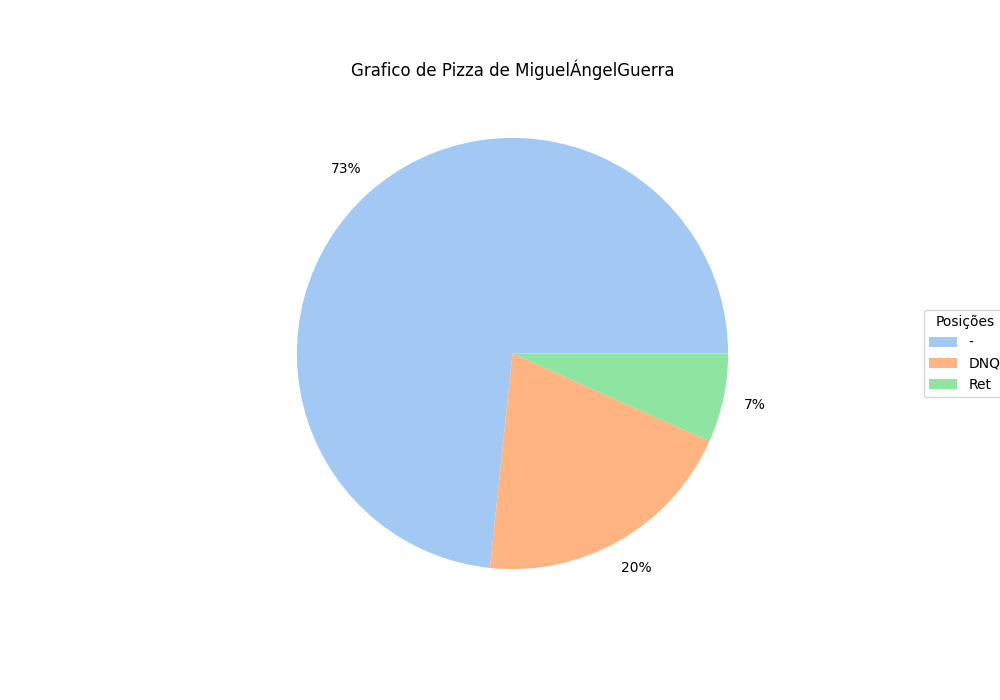 Grafico de Pizza de MiguelÁngelGuerra
73%
7%
20%
Posições
-
DNQ
Ret